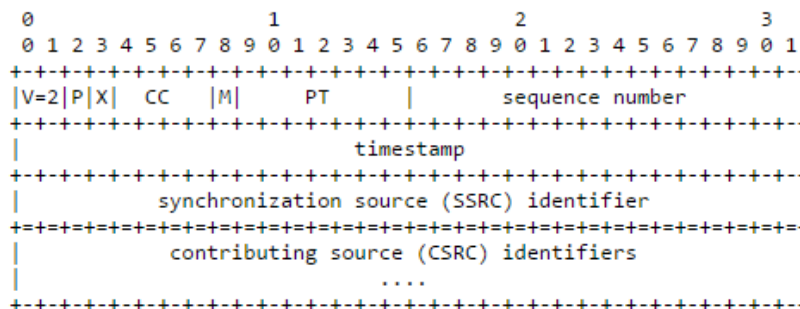 0 1 2 3
0 1 2 3 4 5 6 7 8 9 0 1 2 3 4 5 6 7 8 9 0 1 2 3 4 5 6 7 8 9 0 1
+-+-+-+-+-+-+-+-+-+-+-+-+-+-+-+-+-+-+-+-+-+-+-+-+-+-+-+-+-+-+-+-
|V=2|P|X| CC |M| PT | sequence number
+-+-+-+-+-+-+-+-+-+-+-+-+-+-+-+-+-+-+-+-+-+-+-+-+-+-+-+-+-+-+-+-
| timestamp
+-+-+-+-+-+-+-+-+-+-+-+-+-+-+-+-+-+-+-+-+-+-+-+-+-+-+-+-+-+-+-+-
| synchronization source (SSRC) identifier
+=+=+=+=+=+=+=+=+=+=+=+=+=+=+=+=+=+=+=+=+=+=+=+=+=+=+=+=+=+=+=+=
| contributing source (CSRC) identifiers
| ....
+-+-+-+-+-+-+-+-+-+-+-+-+-+-+-+-+-+-+-+-+-+-+-+-+-+-+-+-+-+-+-+-